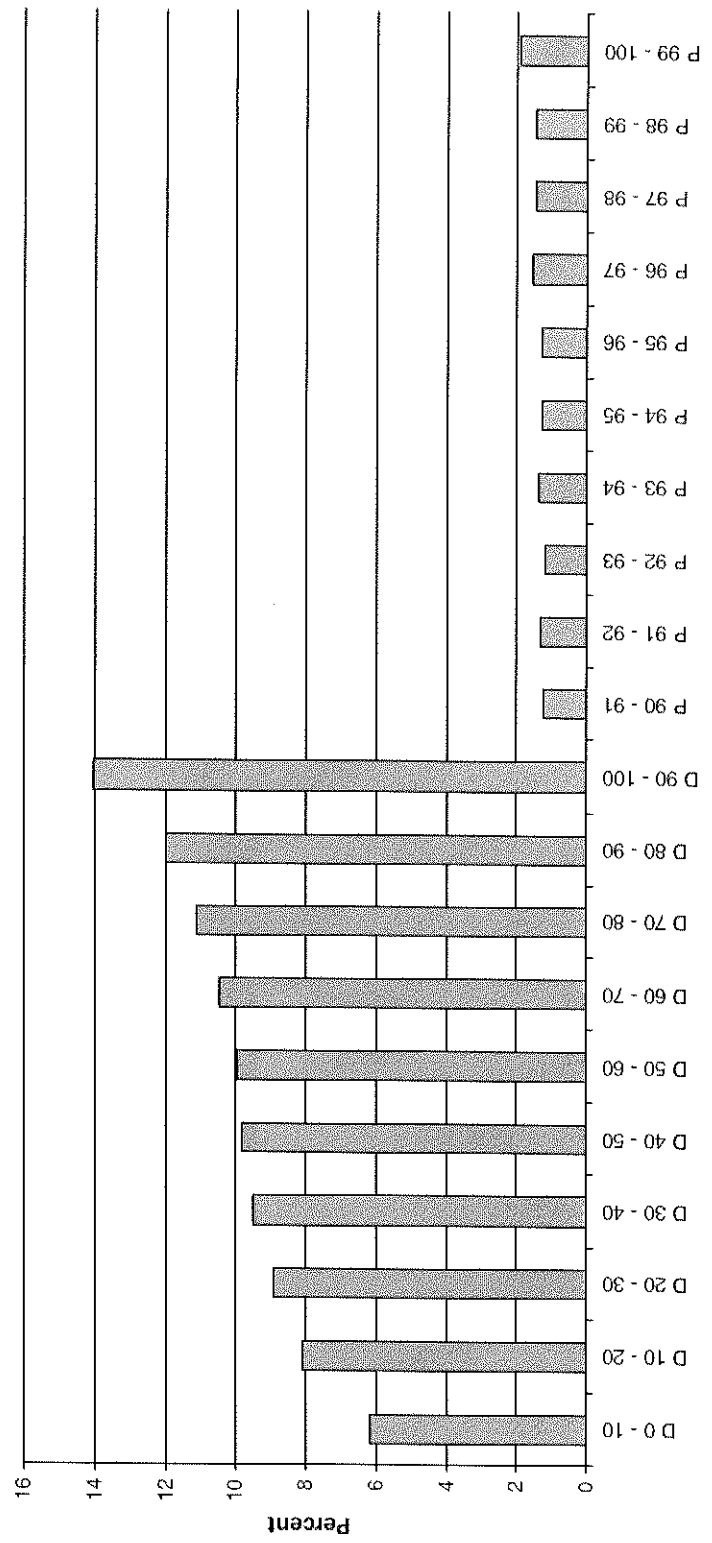 Percent
16
14
12
10
8
6
4
2
0
D 0 - 10
D 10 - 20
D 20 - 30
D 30 - 40
D 40 - 50
D 50 - 60
D 60 - 70
D 70 - 80
D 80 - 90
D 90 - 100
P 90 - 91
P 91 - 92
P 92 - 93
P 93 - 94
P 94 - 95
P 95 - 96
P 96 - 97
P 97 - 98
P 98 - 99
P 99 - 100